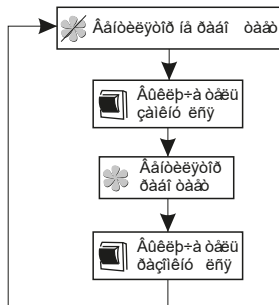 Âåíòèëÿòîð íå ðàáî òàåò
Âûêëþ÷à òåëü
çàìêíó ëñÿ
Âåíòèëÿòîð
ðàáî òàåò
Âûêëþ÷à òåëü
ðàçîìêíó ëñÿ